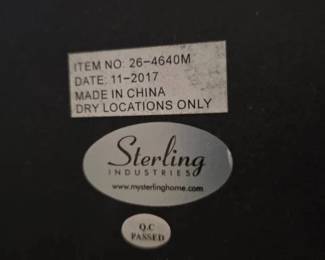 ITEM NO: 26-4640M
DATE: 11-2017
MADE IN CHINA
DRY LOCATIONS ONLY
Sterling
INDUSTRIES
www.mysterlinghome.com
Q.C
PASSED